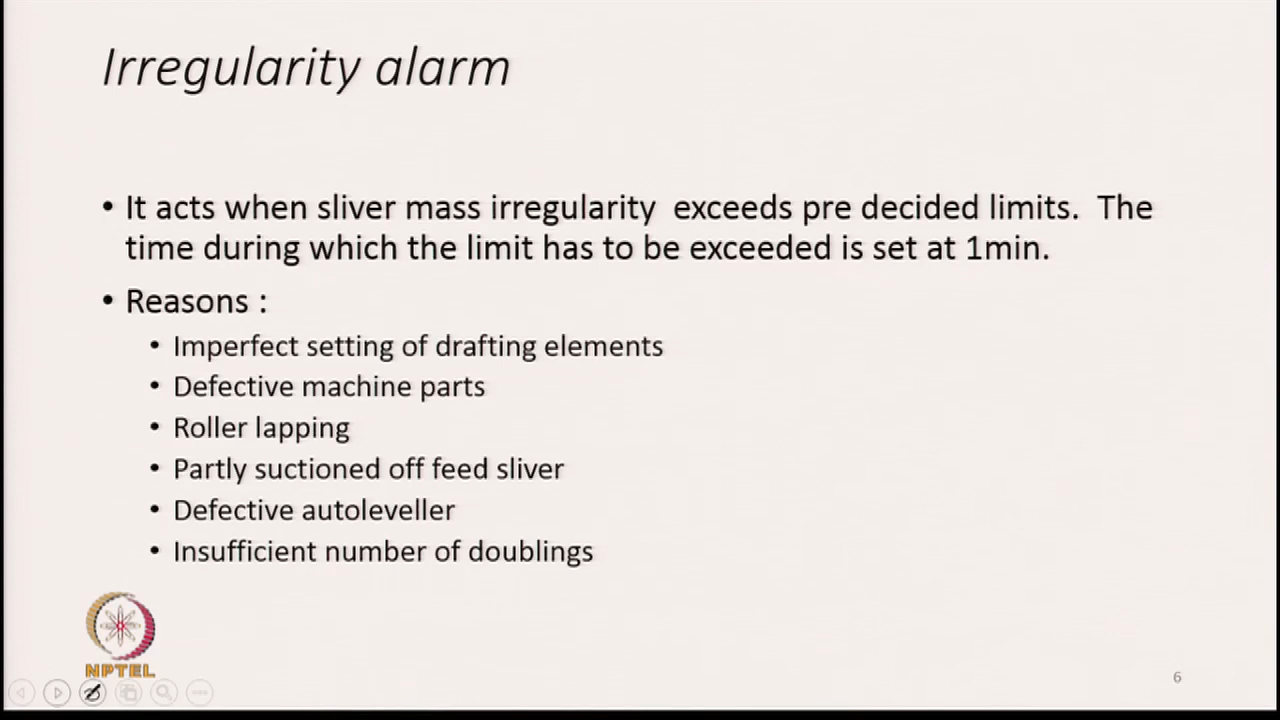 Irregularity alarm
• It acts when sliver mass irregularity exceeds pre decided limits. The
time during which the limit has to be exceeded is set at 1min.
• Reasons :
• Imperfect setting of drafting elements
• Defective machine parts
• Roller lapping
• Partly suctioned off feed sliver
• Defective autoleveller
• Insufficient number of doublings
NPTEL
6